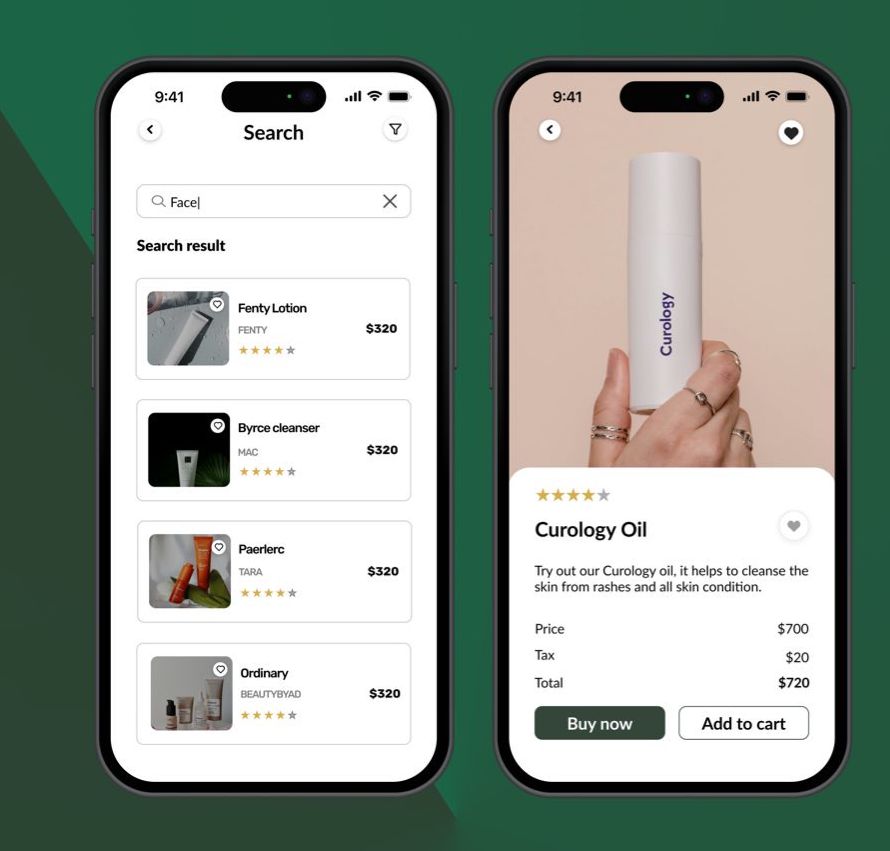 9:41
Search
Face
Search result
Fenty Lotion
FENTY
$320
Byrce cleanser
MAC
$320
Paerlerc
TARA
$320
Ordinary
BEAUTYBYAD
$320
9:41
Curology
Curology Oil
Try out our Curology oil, it helps to cleanse the
skin from rashes and all skin condition.
Price $700
Tax $20
Total $720
Buy now Add to cart